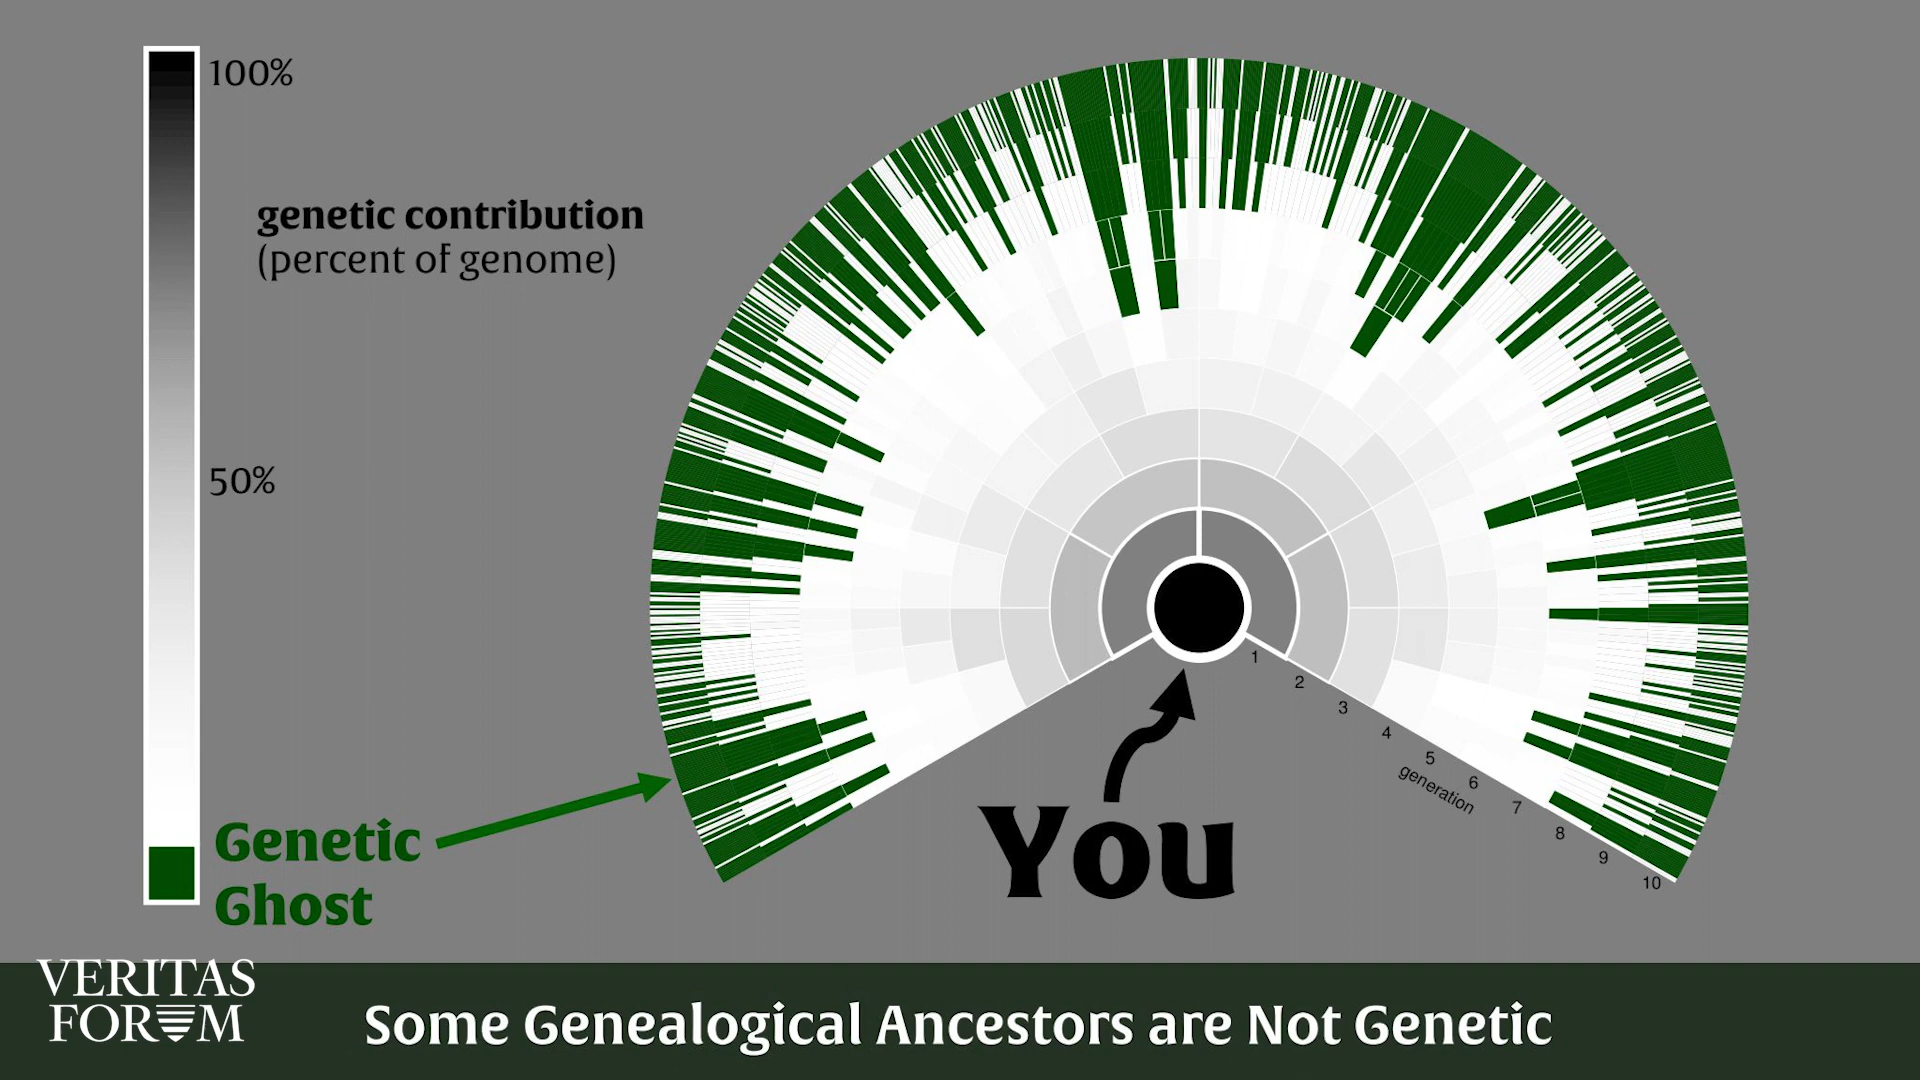 100%
genetic contribution
(percent of genome)
50%
Genetic
Ghost
You
1
2
3
4
5
6
7
8
9
10
generation
VERITAS
FORUM
Some Genealogical Ancestors are Not Genetic